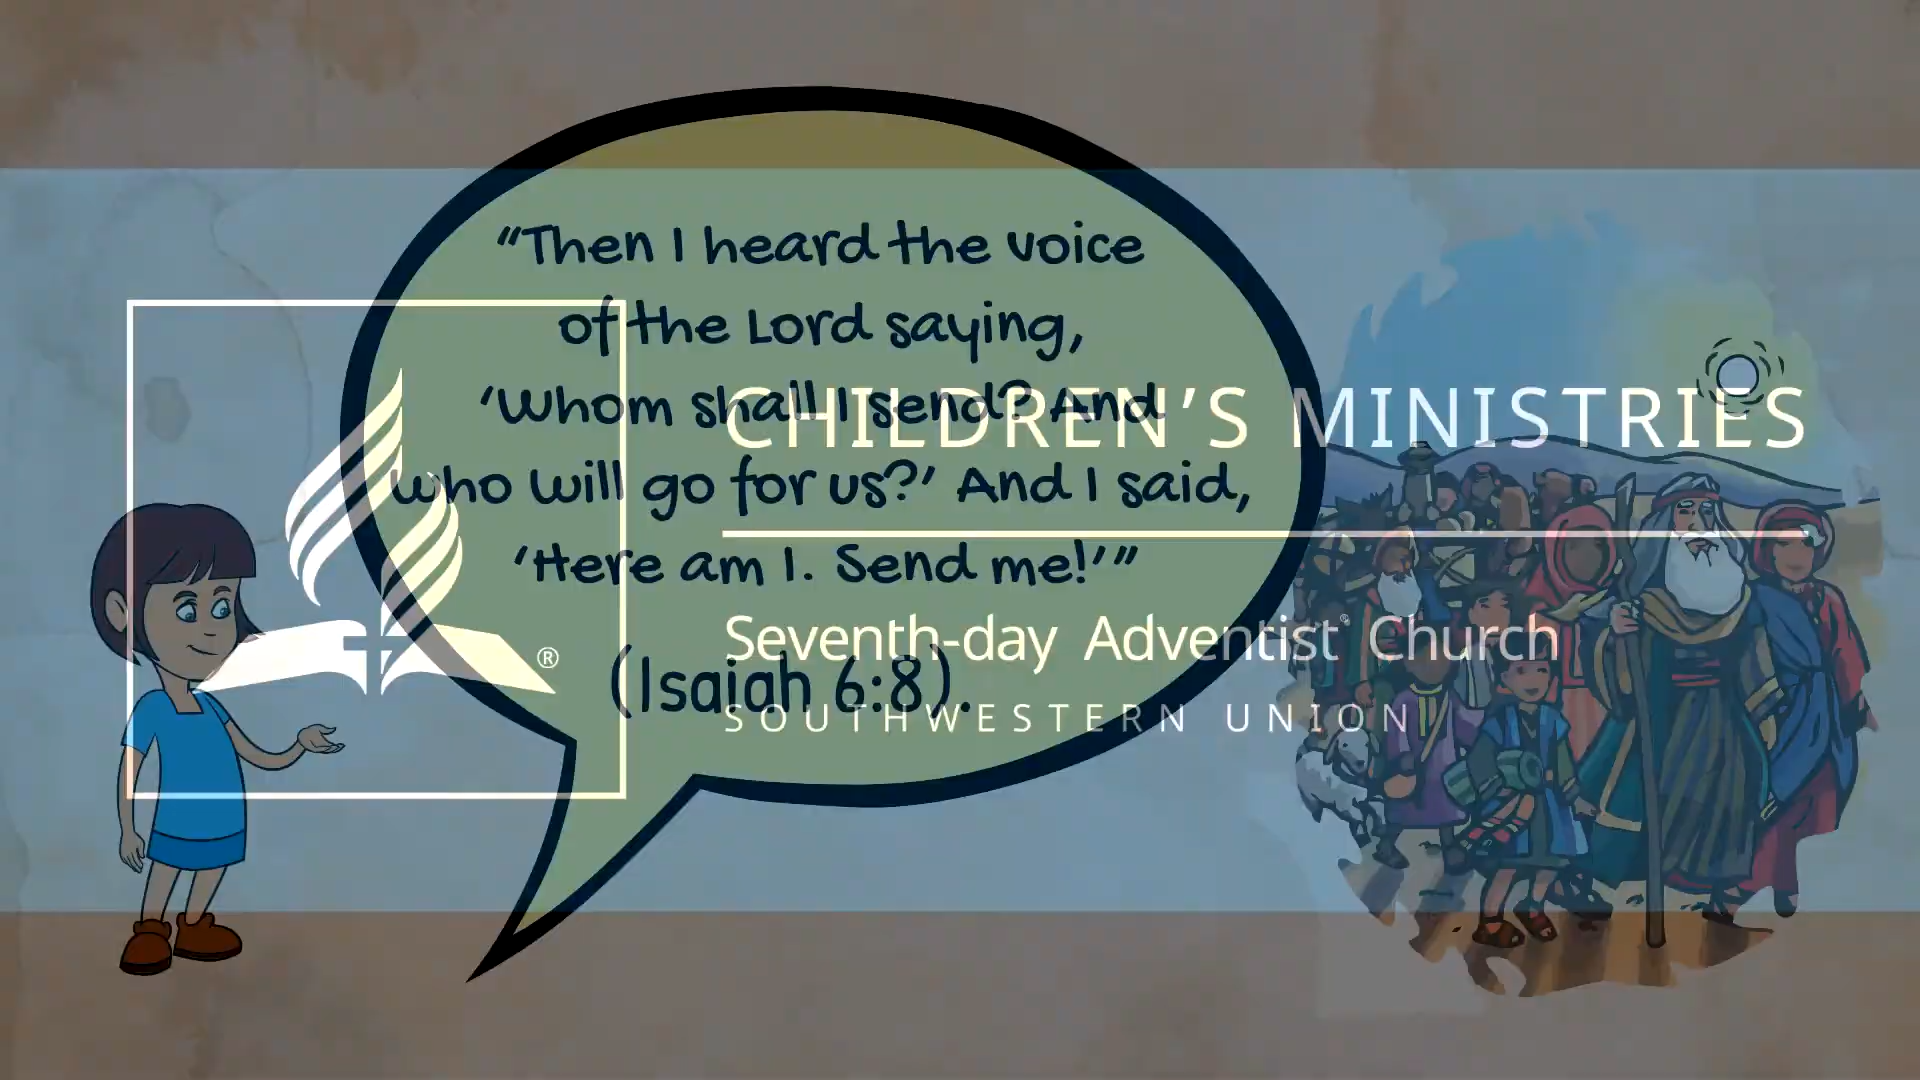 “Then I heard the voice
of the Lord saying,
‘Whom shall I send? And
who will go for us?’ And I said,
‘Here am I. Send me!’”
(Isaiah 6:8).
CHILDREN’S MINISTRIES
Seventh-day Adventist® Church
SOUTHWESTERN UNION
®